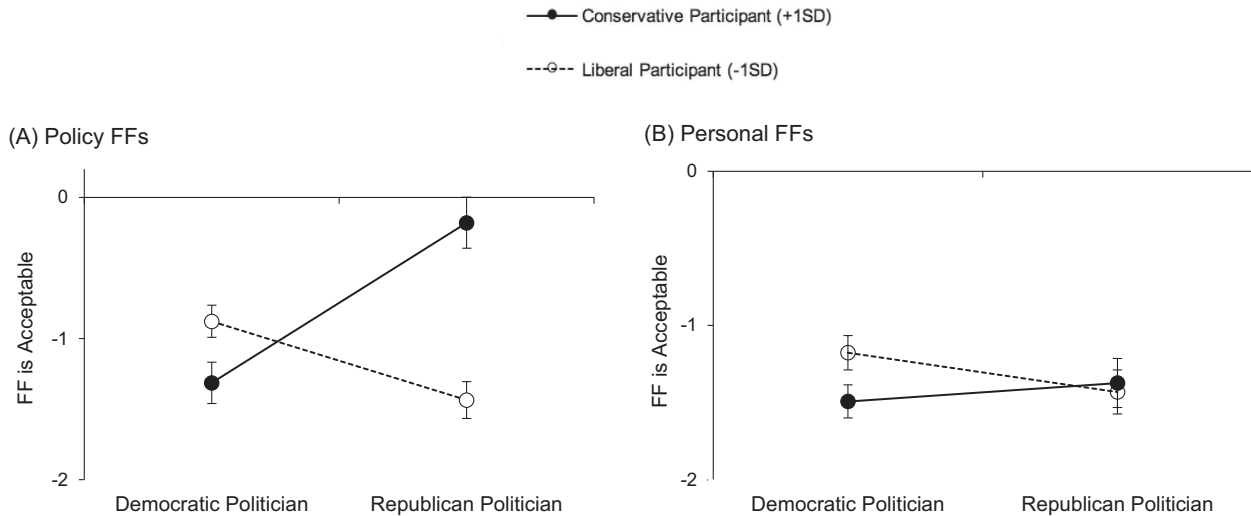 Conservative Participant (+1SD)
Liberal Participant (-1SD)
(A) Policy FFs
0
-1
-2
FF is Acceptable
Democratic Politician
Republican Politician
(B) Personal FFs
0
-1
-2
FF is Acceptable
Democratic Politician
Republican Politician